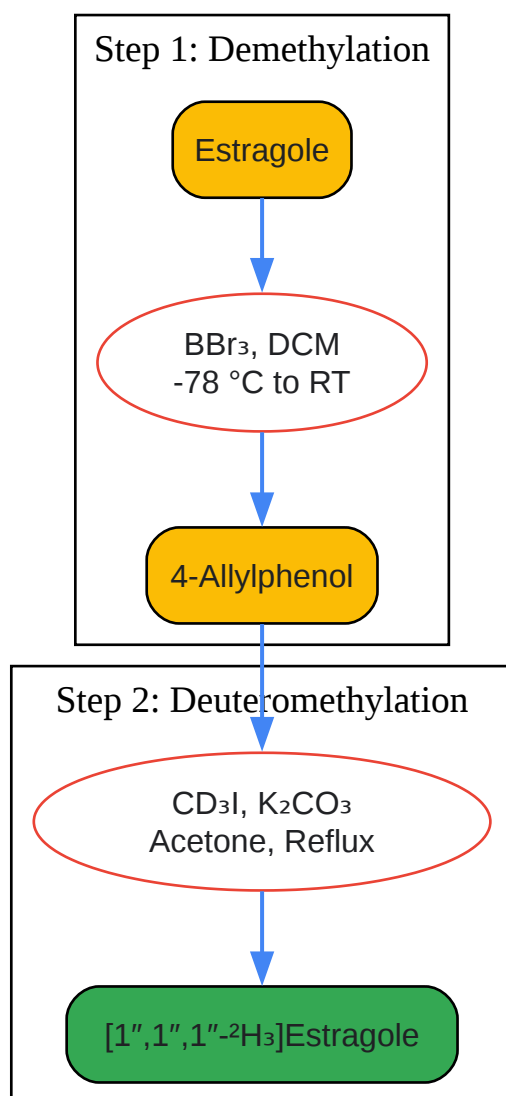 Step 1: Demethylation
Estragole
BBr₃, DCM
-78 °C to RT
4-Allylphenol
Step 2: Deuteromethylation
CD₃I, K₂CO₃
Acetone, Reflux
[1″,1″,1″-²H₃]Estragole